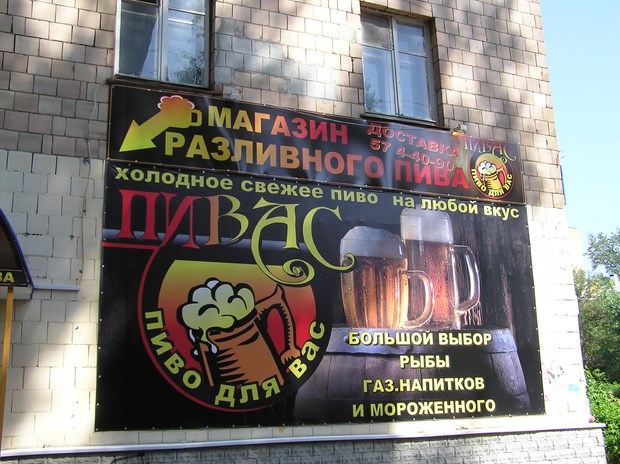 МАГАЗИН
РАЗЛИВНОГО ПИВА
ДОСТАВКА
57 4-40-90
ПИВАС
ПИВО ДЛЯ ВАС
ХОЛОДНОЕ СВЕЖЕЕ ПИВО НА ЛЮБОЙ ВКУС
ПИВАС
ПИВО ДЛЯ ВАС
БОЛЬШОЙ ВЫБОР
РЫБЫ
ГАЗ.НАПИТКОВ
И МОРОЖЕННОГО